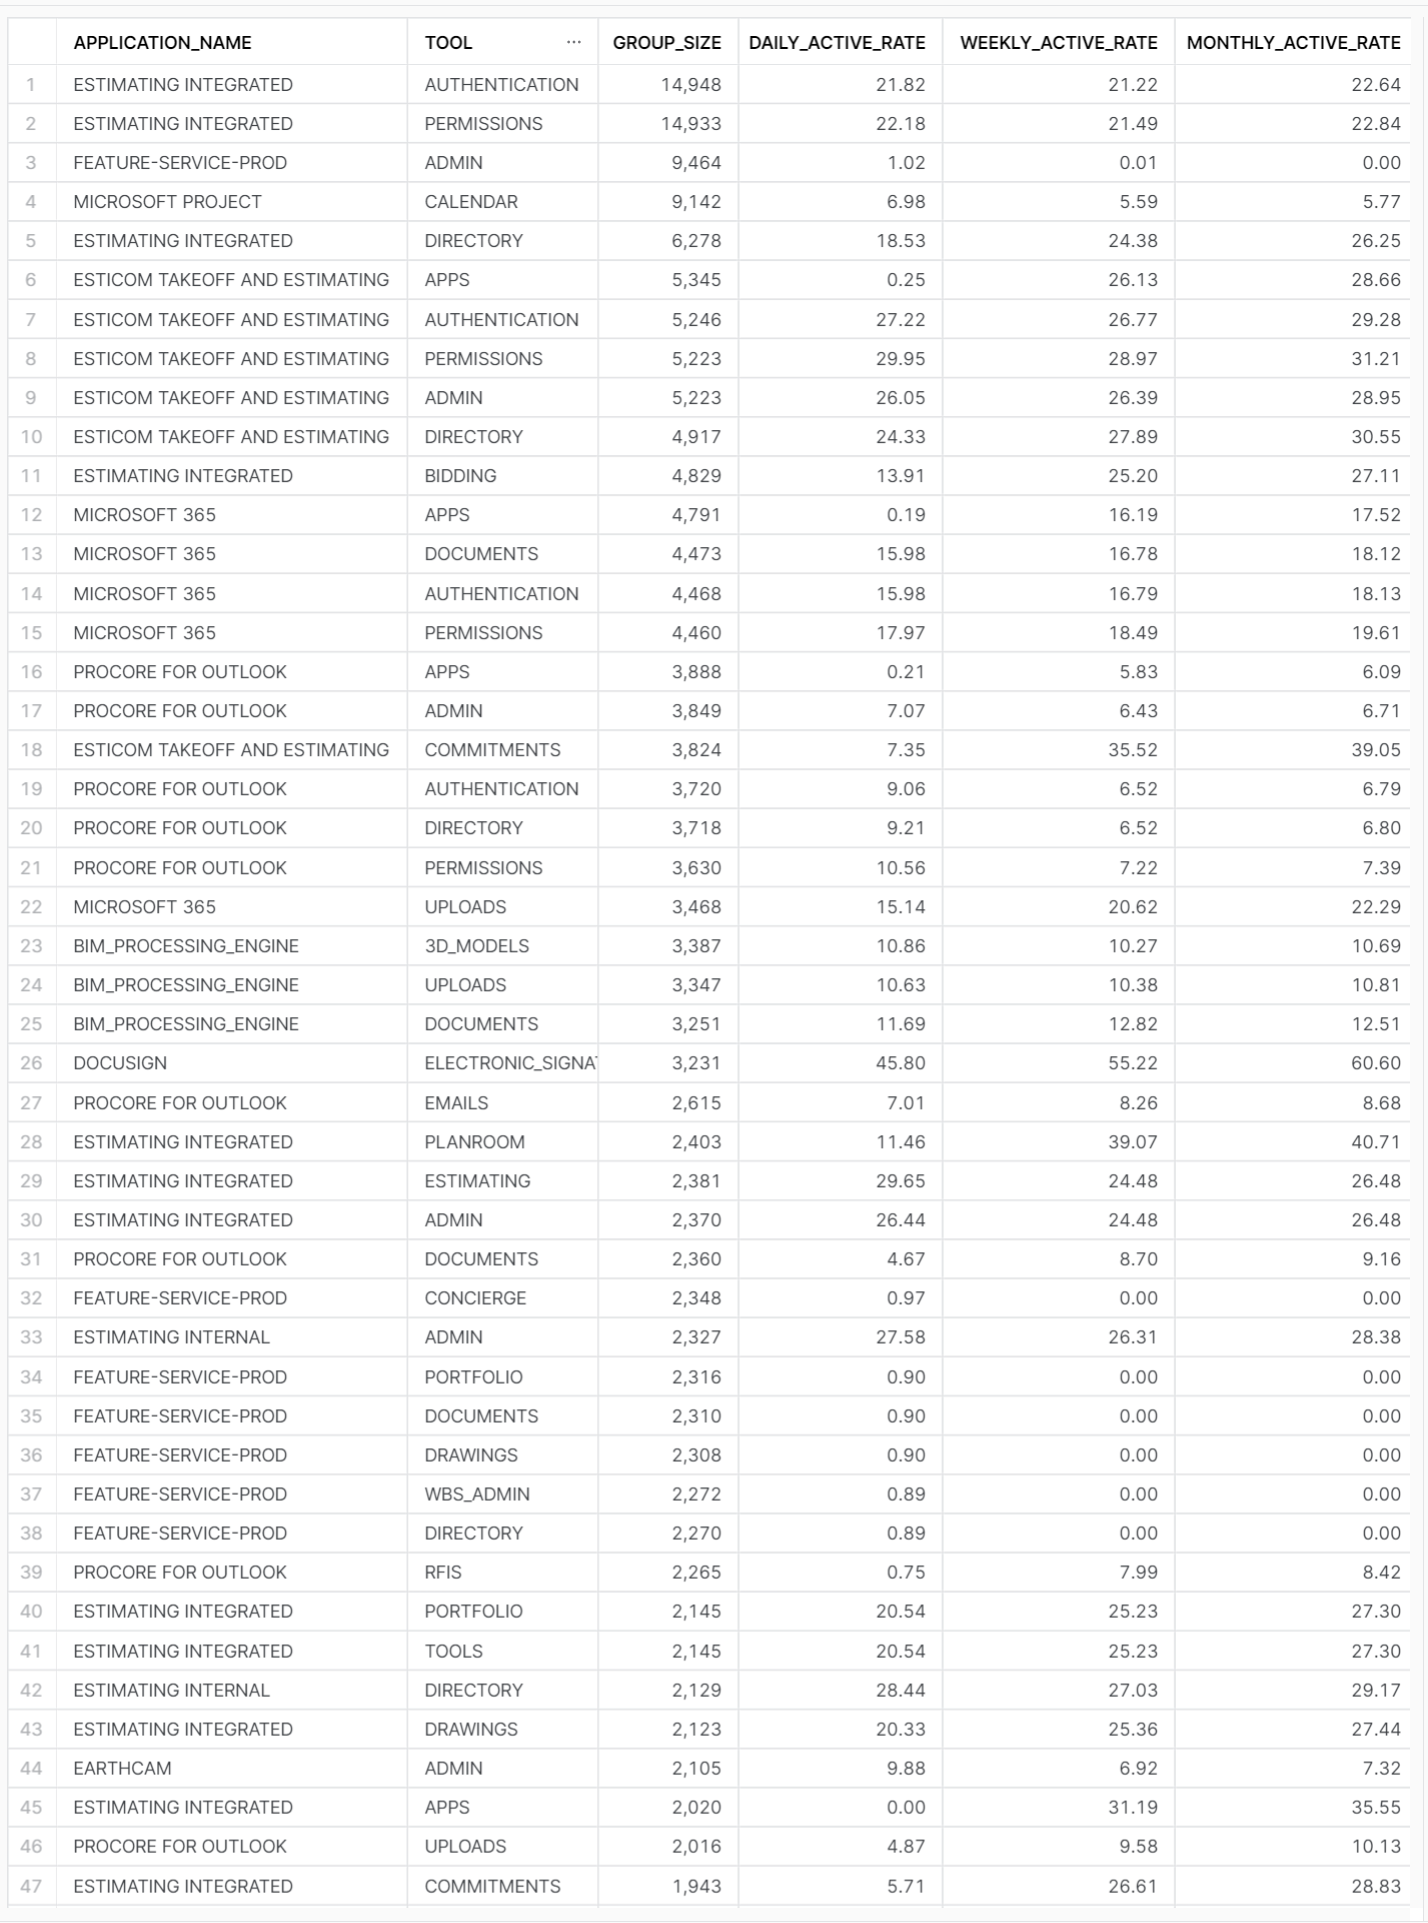 APPLICATION_NAME TOOL ... GROUP_SIZE DAILY_ACTIVE_RATE WEEKLY_ACTIVE_RATE MONTHLY_ACTIVE_RATE
1 ESTIMATING INTEGRATED AUTHENTICATION 14,948 21.82 21.22 22.64
2 ESTIMATING INTEGRATED PERMISSIONS 14,933 22.18 21.49 22.84
3 FEATURE-SERVICE-PROD ADMIN 9,464 1.02 0.01 0.00
4 MICROSOFT PROJECT CALENDAR 9,142 6.98 5.59 5.77
5 ESTIMATING INTEGRATED DIRECTORY 6,278 18.53 24.38 26.25
6 ESTICOM TAKEOFF AND ESTIMATING APPS 5,345 0.25 26.13 28.66
7 ESTICOM TAKEOFF AND ESTIMATING AUTHENTICATION 5,246 27.22 26.77 29.28
8 ESTICOM TAKEOFF AND ESTIMATING PERMISSIONS 5,223 29.95 28.97 31.21
9 ESTICOM TAKEOFF AND ESTIMATING ADMIN 5,223 26.05 26.39 28.95
10 ESTICOM TAKEOFF AND ESTIMATING DIRECTORY 4,917 24.33 27.89 30.55
11 ESTIMATING INTEGRATED BIDDING 4,829 13.91 25.20 27.11
12 MICROSOFT 365 APPS 4,791 0.19 16.19 17.52
13 MICROSOFT 365 DOCUMENTS 4,473 15.98 16.78 18.12
14 MICROSOFT 365 AUTHENTICATION 4,468 15.98 16.79 18.13
15 MICROSOFT 365 PERMISSIONS 4,460 17.97 18.49 19.61
16 PROCORE FOR OUTLOOK APPS 3,888 0.21 5.83 6.09
17 PROCORE FOR OUTLOOK ADMIN 3,849 7.07 6.43 6.71
18 ESTICOM TAKEOFF AND ESTIMATING COMMITMENTS 3,824 7.35 35.52 39.05
19 PROCORE FOR OUTLOOK AUTHENTICATION 3,720 9.06 6.52 6.79
20 PROCORE FOR OUTLOOK DIRECTORY 3,718 9.21 6.52 6.80
21 PROCORE FOR OUTLOOK PERMISSIONS 3,630 10.56 7.22 7.39
22 MICROSOFT 365 UPLOADS 3,468 15.14 20.62 22.29
23 BIM_PROCESSING_ENGINE 3D_MODELS 3,387 10.86 10.27 10.69
24 BIM_PROCESSING_ENGINE UPLOADS 3,347 10.63 10.38 10.81
25 BIM_PROCESSING_ENGINE DOCUMENTS 3,251 11.69 12.82 12.51
26 DOCUSIGN ELECTRONIC_SIGNAT 3,231 45.80 55.22 60.60
27 PROCORE FOR OUTLOOK EMAILS 2,615 7.01 8.26 8.68
28 ESTIMATING INTEGRATED PLANROOM 2,403 11.46 39.07 40.71
29 ESTIMATING INTEGRATED ESTIMATING 2,381 29.65 24.48 26.48
30 ESTIMATING INTEGRATED ADMIN 2,370 26.44 24.48 26.48
31 PROCORE FOR OUTLOOK DOCUMENTS 2,360 4.67 8.70 9.16
32 FEATURE-SERVICE-PROD CONCIERGE 2,348 0.97 0.00 0.00
33 ESTIMATING INTERNAL ADMIN 2,327 27.58 26.31 28.38
34 FEATURE-SERVICE-PROD PORTFOLIO 2,316 0.90 0.00 0.00
35 FEATURE-SERVICE-PROD DOCUMENTS 2,310 0.90 0.00 0.00
36 FEATURE-SERVICE-PROD DRAWINGS 2,308 0.90 0.00 0.00
37 FEATURE-SERVICE-PROD WBS_ADMIN 2,272 0.89 0.00 0.00
38 FEATURE-SERVICE-PROD DIRECTORY 2,270 0.89 0.00 0.00
39 PROCORE FOR OUTLOOK RFIS 2,265 0.75 7.99 8.42
40 ESTIMATING INTEGRATED PORTFOLIO 2,145 20.54 25.23 27.30
41 ESTIMATING INTEGRATED TOOLS 2,145 20.54 25.23 27.30
42 ESTIMATING INTERNAL DIRECTORY 2,129 28.44 27.03 29.17
43 ESTIMATING INTEGRATED DRAWINGS 2,123 20.33 25.36 27.44
44 EARTHCAM ADMIN 2,105 9.88 6.92 7.32
45 ESTIMATING INTEGRATED APPS 2,020 0.00 31.19 35.55
46 PROCORE FOR OUTLOOK UPLOADS 2,016 4.87 9.58 10.13
47 ESTIMATING INTEGRATED COMMITMENTS 1,943 5.71 26.61 28.83